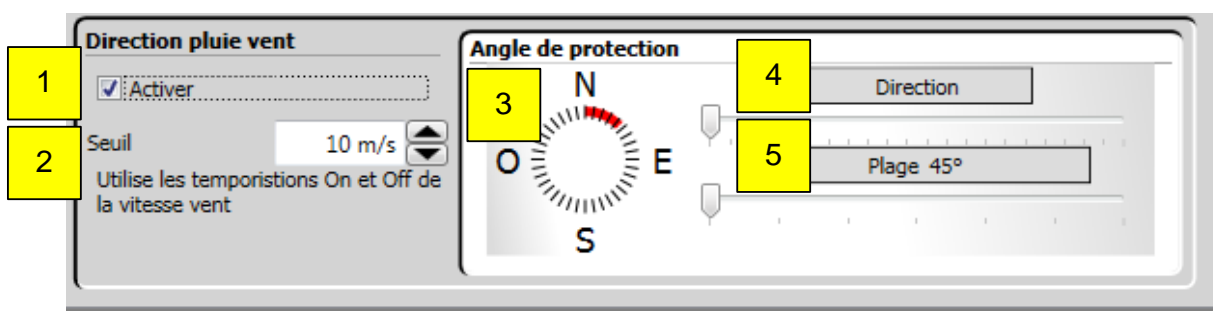 Direction pluie vent
1
Activer
2
Seuil
10 m/s
Utilise les temporistions On et Off de
la vitesse vent
Angle de protection
3
N
O
E
S
4
Direction
5
Plage 45°